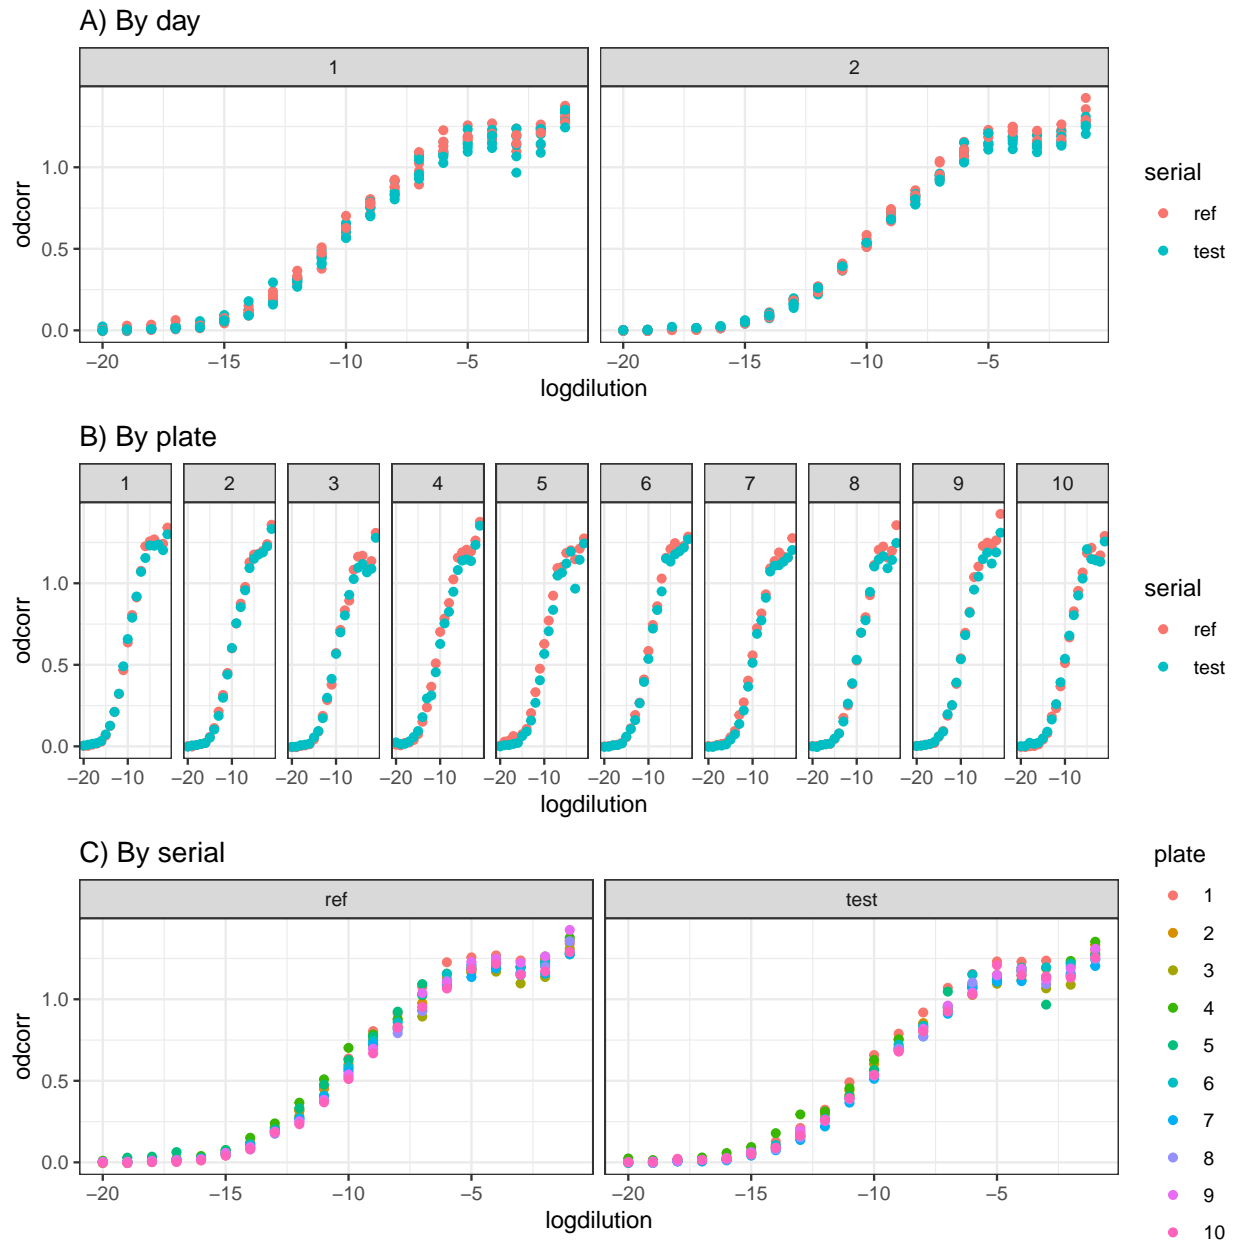 A) By day
1 2
1.0
0.5
0.0
odcorr
−20 −15 −10 −5 −20 −15 −10 −5
logdilution
serial
ref
test
B) By plate
1 2 3 4 5 6 7 8 9 10
1.0
0.5
0.0
odcorr
−20 −10 −20 −10 −20 −10 −20 −10 −20 −10 −20 −10 −20 −10 −20 −10 −20 −10 −20 −10
logdilution
serial
ref
test
C) By serial
ref test
1.0
0.5
0.0
odcorr
−20 −15 −10 −5 −20 −15 −10 −5
logdilution
plate
1
2
3
4
5
6
7
8
9
10